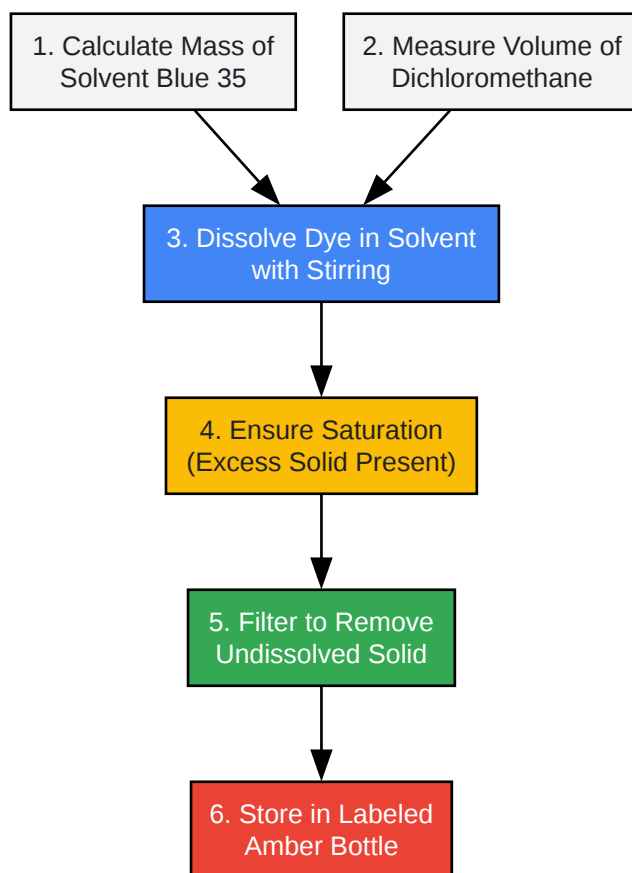 1. Calculate Mass of
Solvent Blue 35
2. Measure Volume of
Dichloromethane
3. Dissolve Dye in Solvent
with Stirring
4. Ensure Saturation
(Excess Solid Present)
5. Filter to Remove
Undissolved Solid
6. Store in Labeled
Amber Bottle